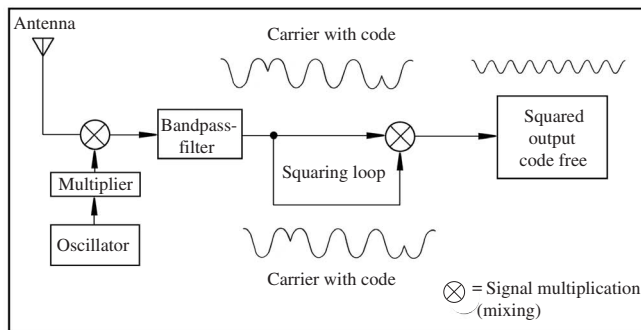 Antenna
Carrier with code
Bandpass-
filter
Squared
output
code free
Multiplier
Squaring loop
Oscillator
Carrier with code
= Signal multiplication
(mixing)